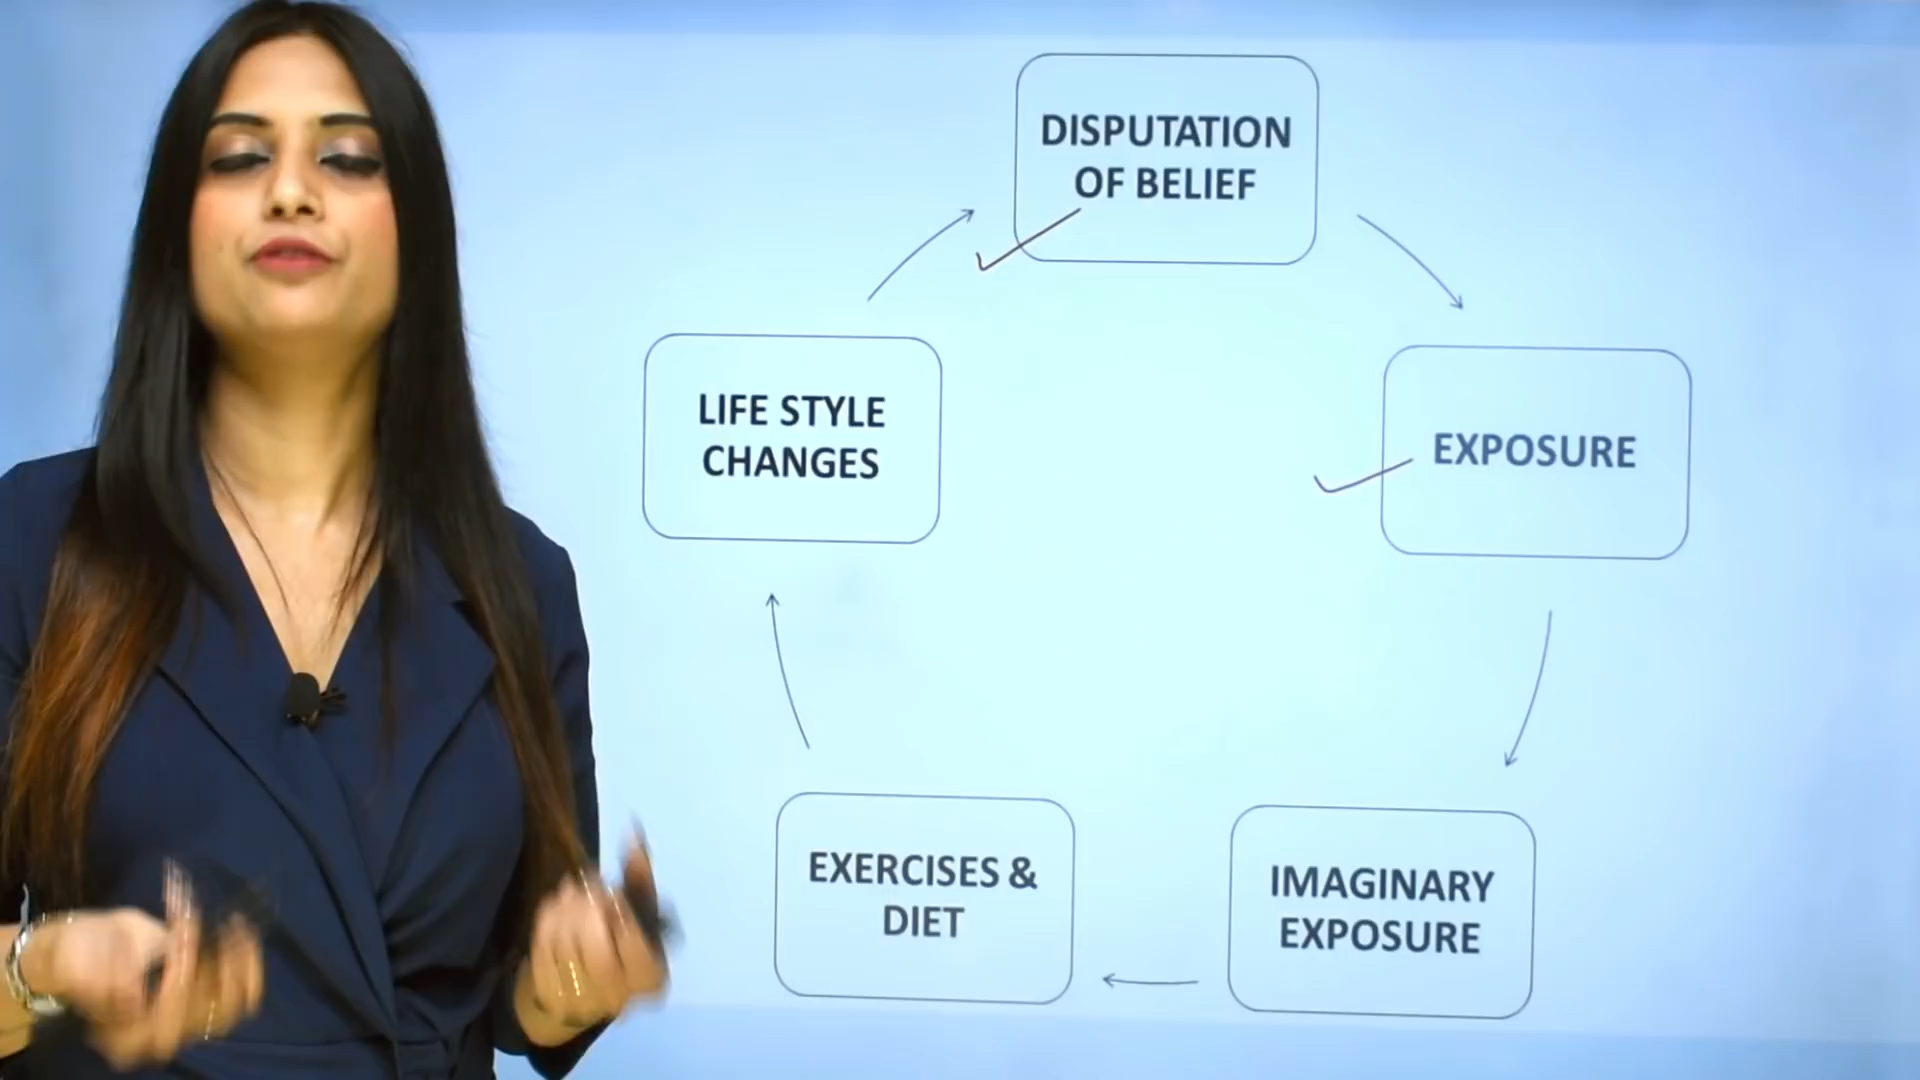 DISPUTATION
OF BELIEF
EXPOSURE
IMAGINARY
EXPOSURE
EXERCISES &
DIET
LIFE STYLE
CHANGES